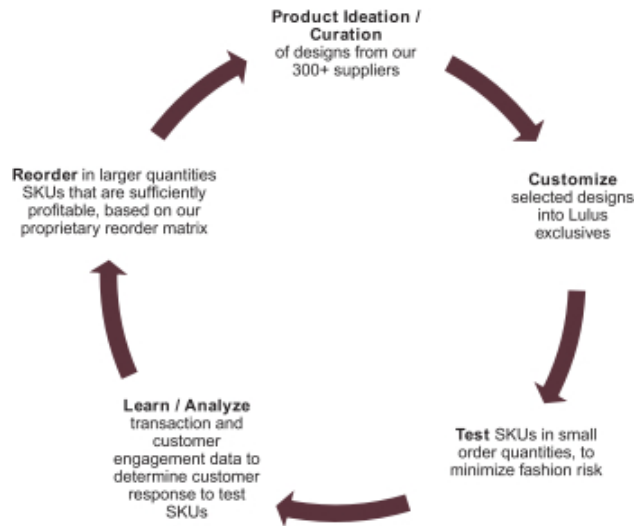 Product Ideation /
Curation
of designs from our
300+ suppliers
Customize
selected designs
into Lulus
exclusives
Test SKUs in small
order quantities, to
minimize fashion risk
Learn / Analyze
transaction and
customer
engagement data to
determine customer
response to test
SKUs
Reorder in larger quantities
SKUs that are sufficiently
profitable, based on our
proprietary reorder matrix